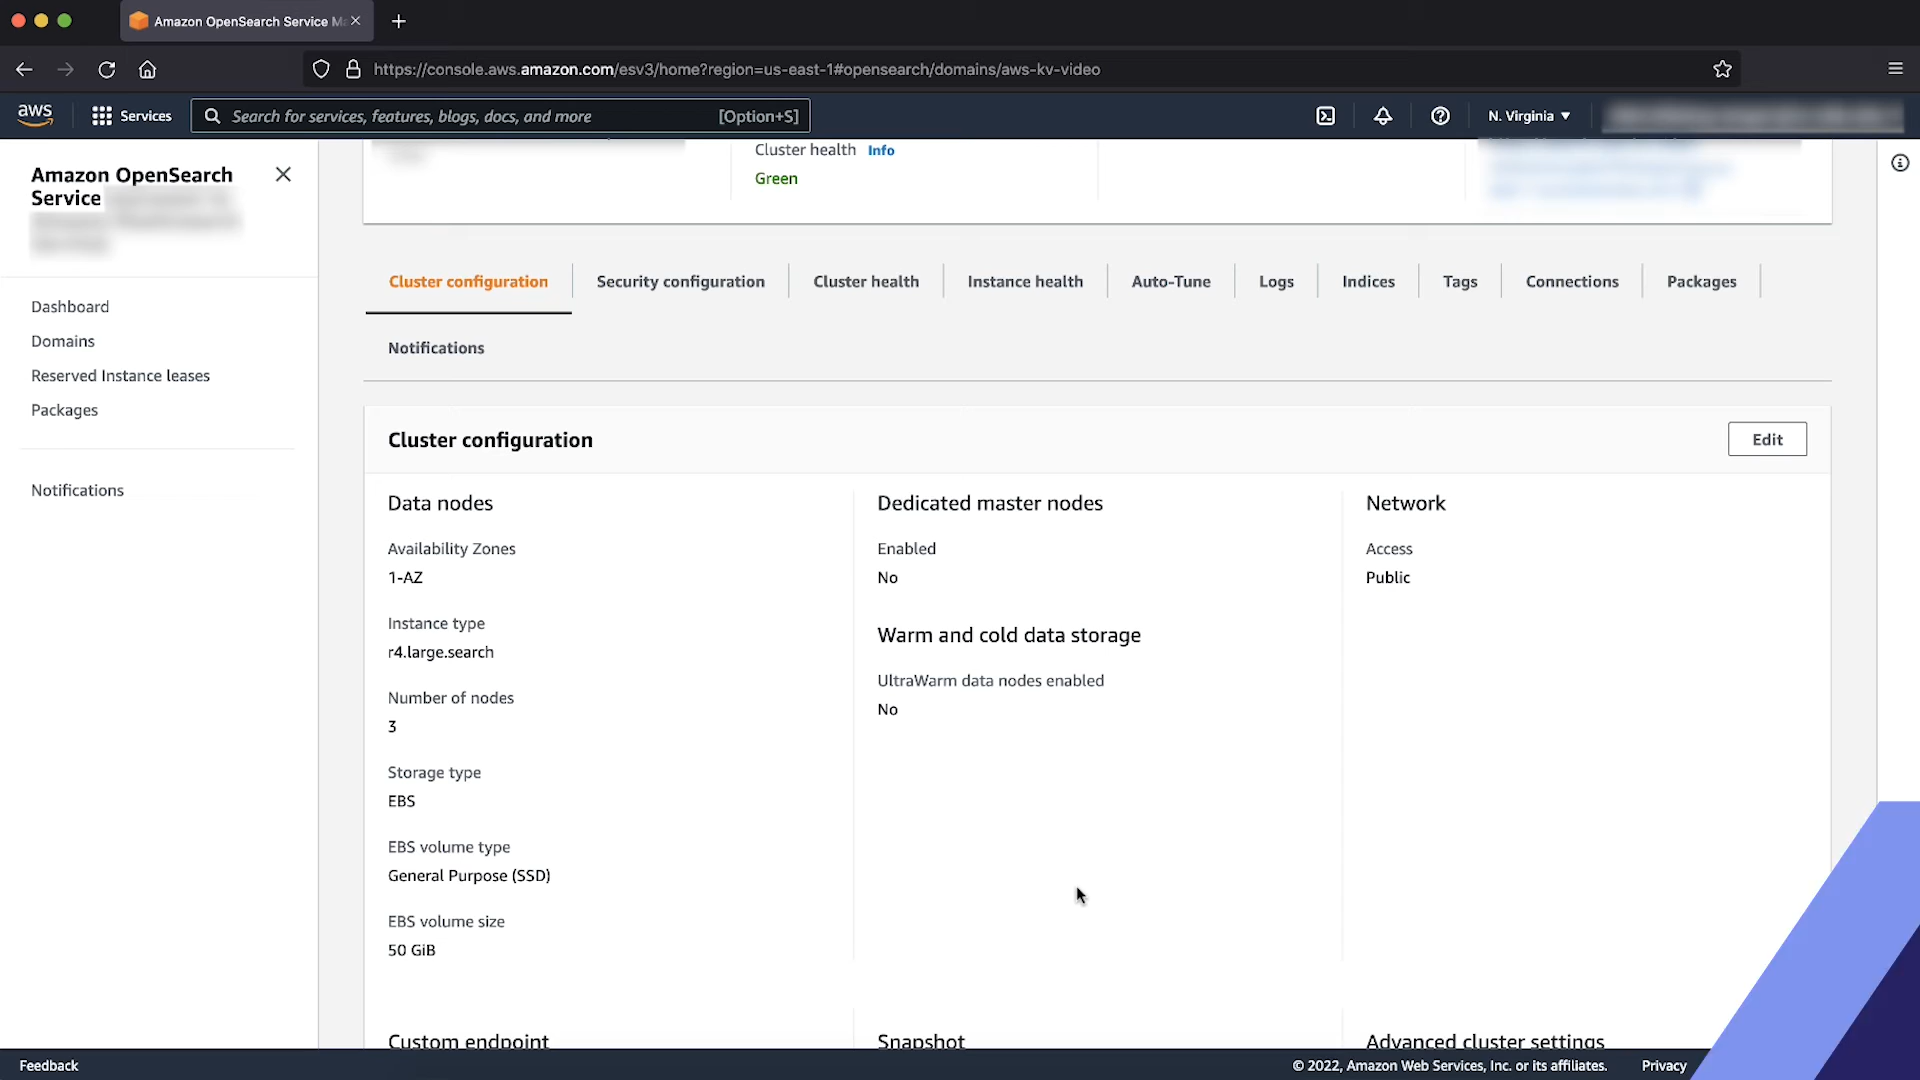 Amazon OpenSearch Service M
https://console.aws.amazon.com/esv3/home?region=us-east-1#opensearch/domains/aws-kv-video
aws
Services
Search for services, features, blogs, docs, and more
[Option+S]
N. Virginia ▼
Amazon OpenSearch
Service
Dashboard
Domains
Reserved Instance leases
Packages
Notifications
Cluster health Info
Green
Cluster configuration
Security configuration
Cluster health
Instance health
Auto-Tune
Logs
Indices
Tags
Connections
Packages
Notifications
Cluster configuration
Edit
Data nodes
Availability Zones
1-AZ
Instance type
r4.large.search
Number of nodes
3
Storage type
EBS
EBS volume type
General Purpose (SSD)
EBS volume size
50 GiB
Dedicated master nodes
Enabled
No
Warm and cold data storage
UltraWarm data nodes enabled
No
Network
Access
Public
Custom endpoint
Snapshot
Advanced cluster settings
Feedback
© 2022, Amazon Web Services, Inc. or its affiliates.
Privacy